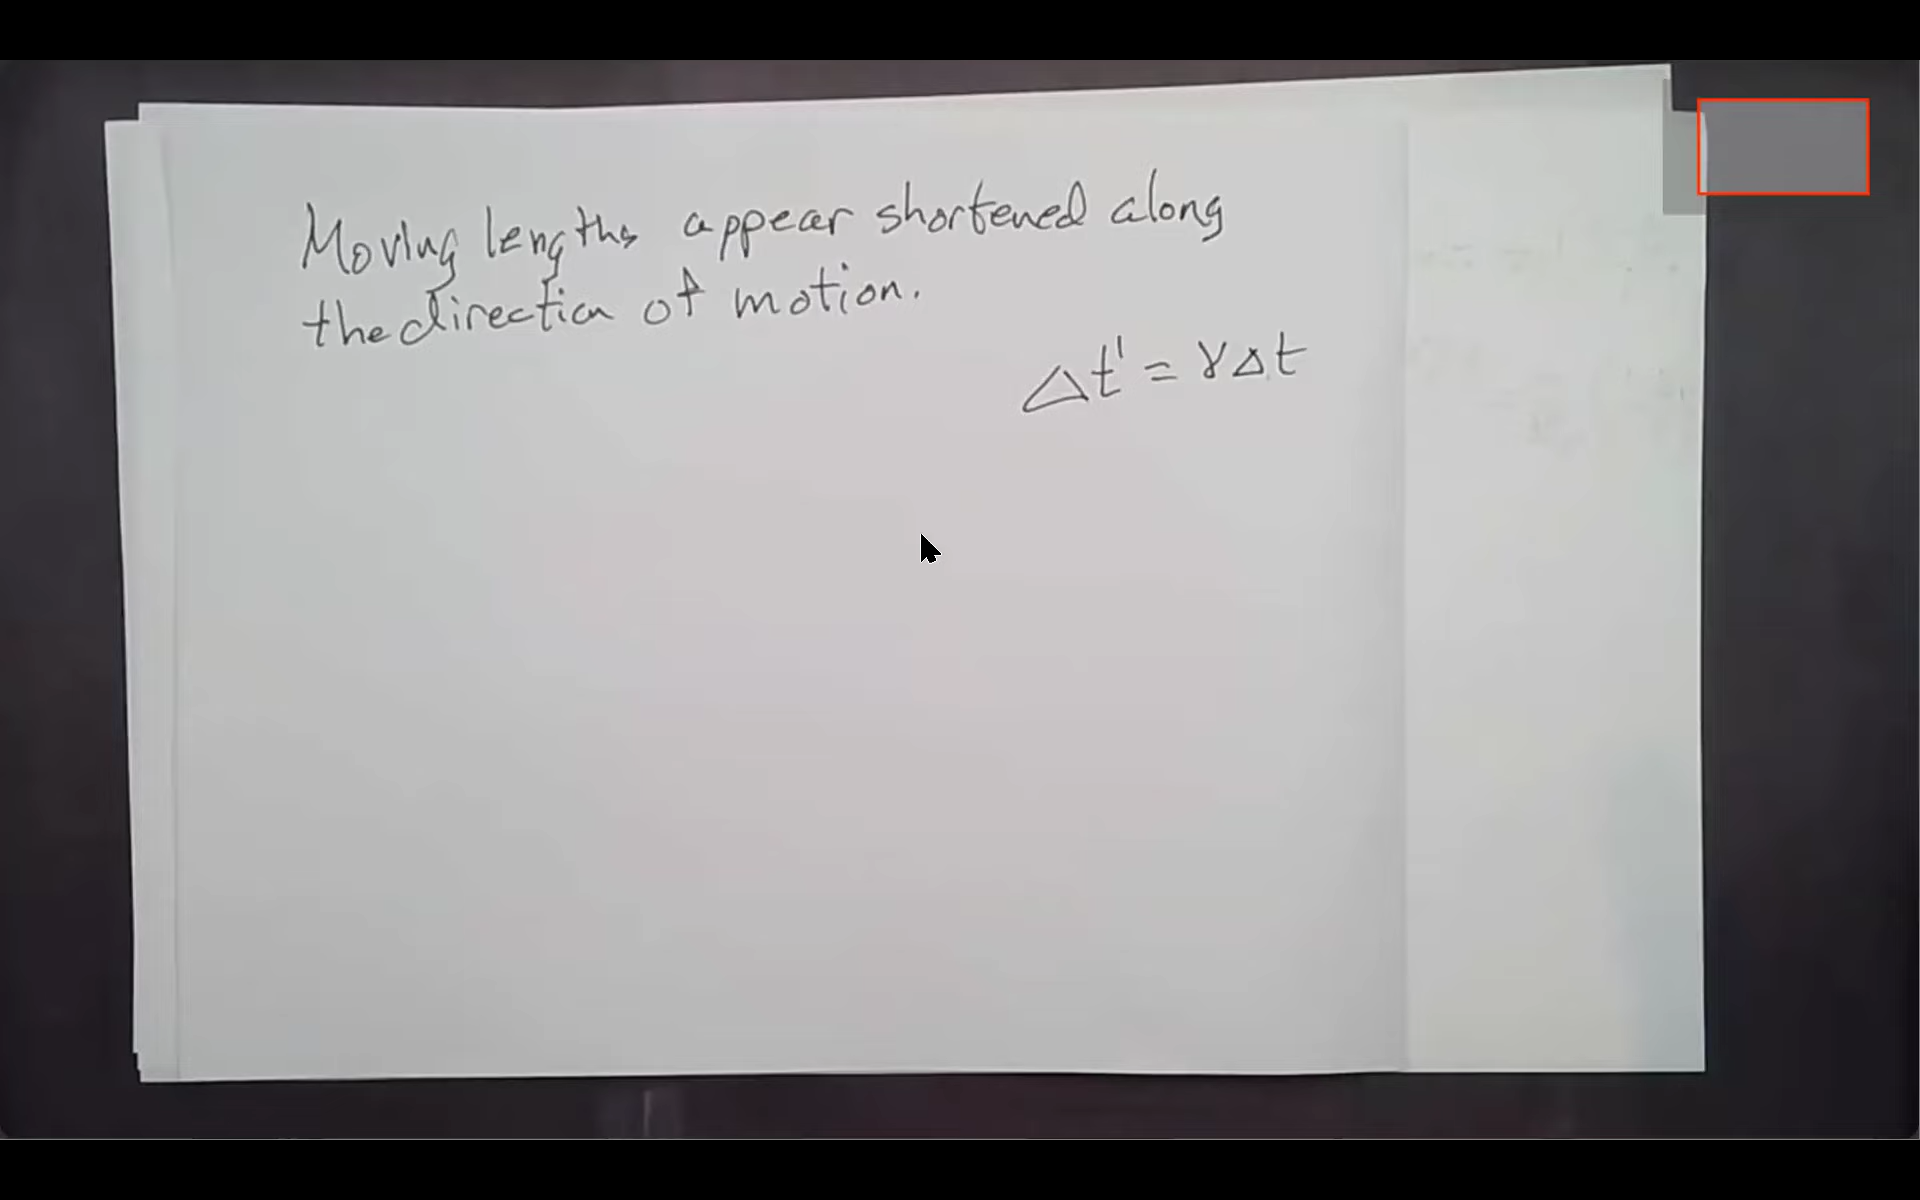 Moving lengths appear shortened along
the direction of motion.
Δt' = γΔt